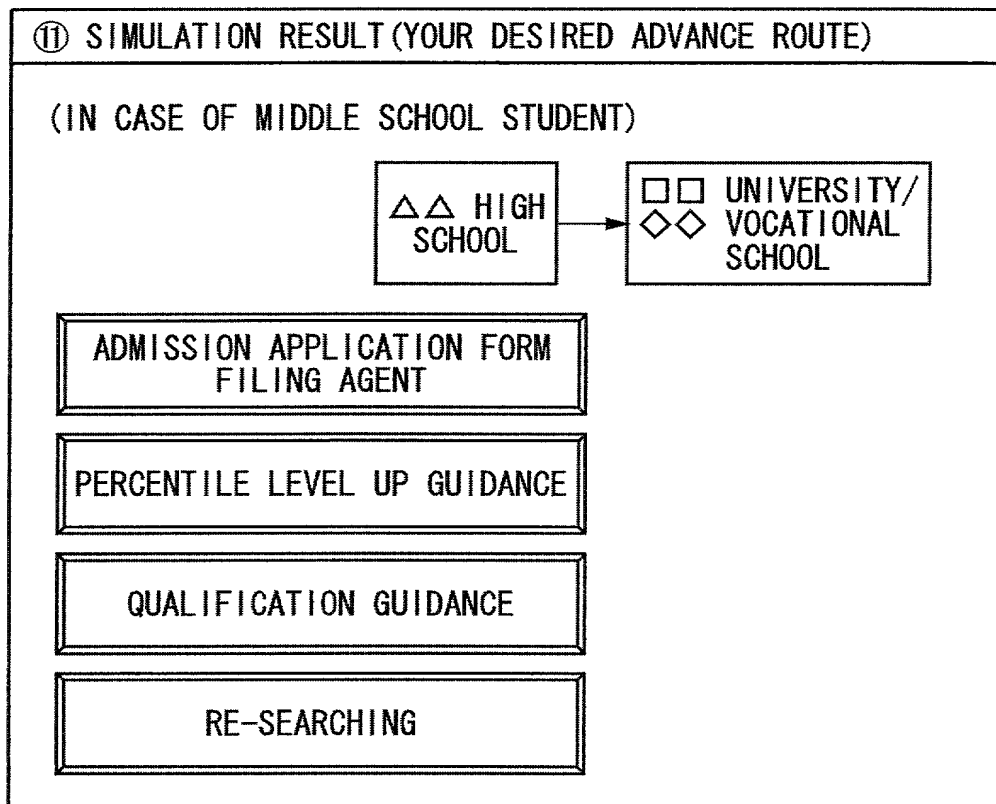 ⑪ SIMULATION RESULT(YOUR DESIRED ADVANCE ROUTE)
(IN CASE OF MIDDLE SCHOOL STUDENT)
△△ HIGH
SCHOOL
□□ UNIVERSITY/
◇◇ VOCATIONAL
SCHOOL
ADMISSION APPLICATION FORM
FILING AGENT
PERCENTILE LEVEL UP GUIDANCE
QUALIFICATION GUIDANCE
RE-SEARCHING